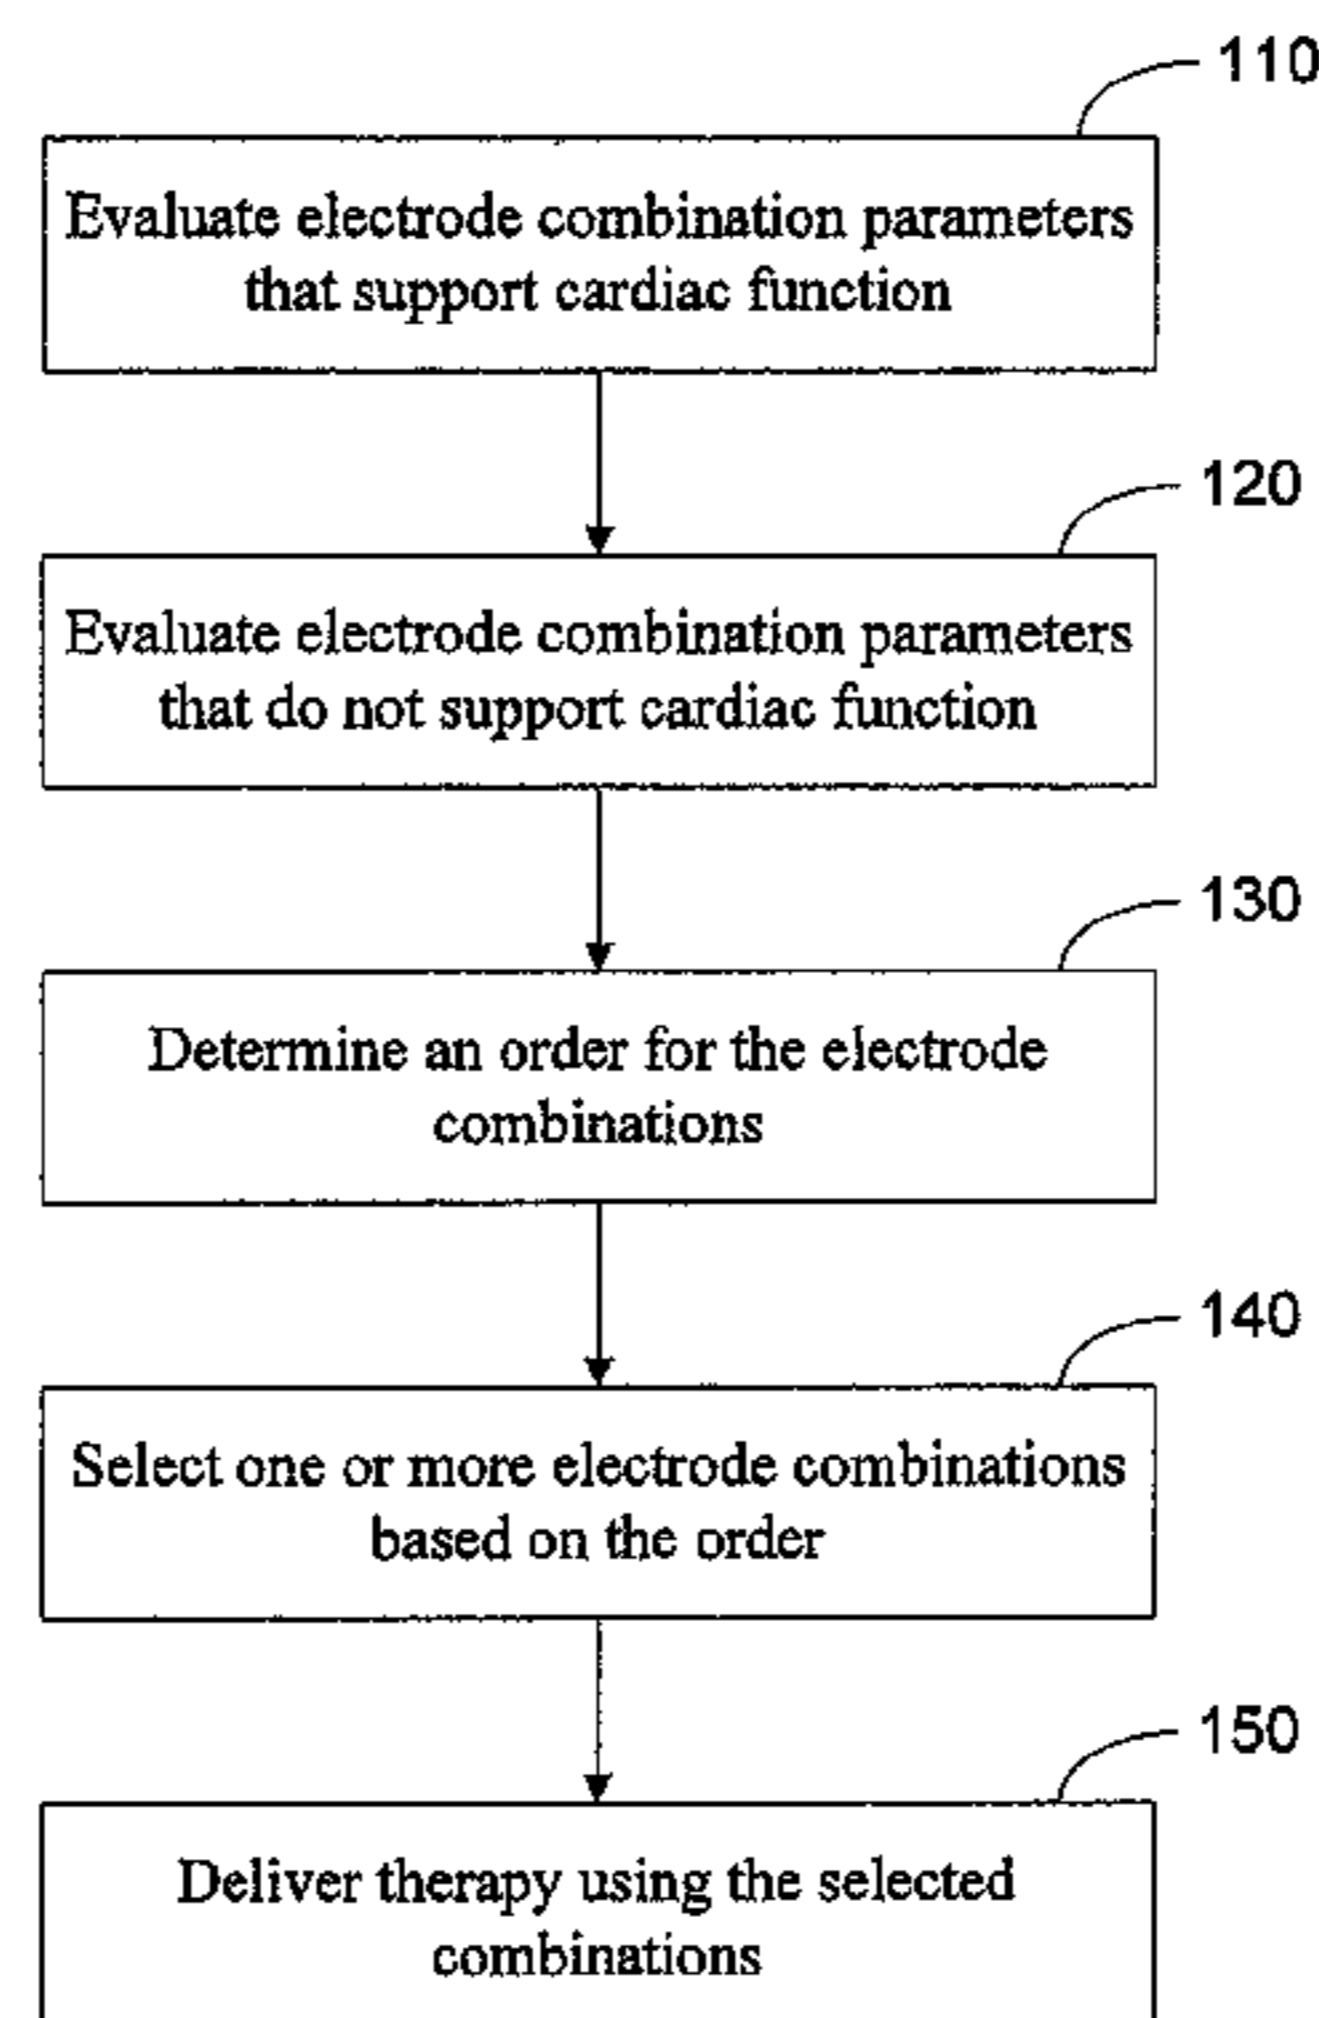 110
Evaluate electrode combination parameters
that support cardiac function
120
Evaluate electrode combination parameters
that do not support cardiac function
130
Determine an order for the electrode
combinations
140
Select one or more electrode combinations
based on the order
150
Deliver therapy using the selected
combinations